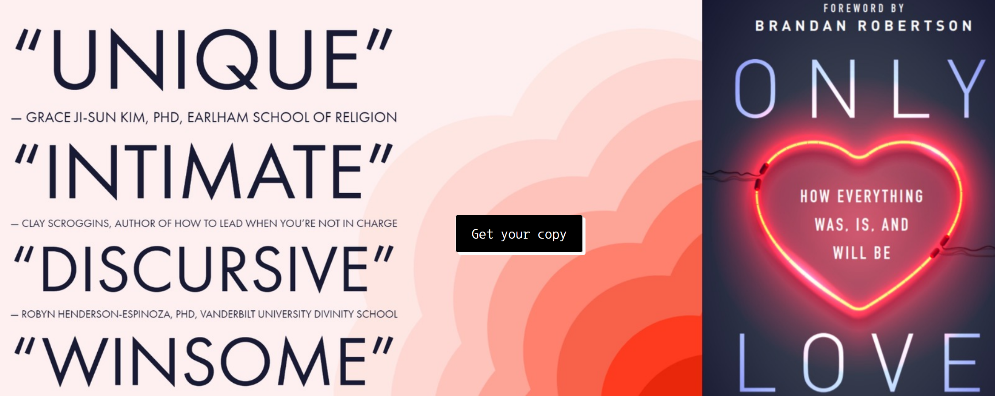 “UNIQUE”
— GRACE JI-SUN KIM, PHD, EARLHAM SCHOOL OF RELIGION
“INTIMATE”
— CLAY SCROGGINS, AUTHOR OF HOW TO LEAD WHEN YOU'RE NOT IN CHARGE
“DISCURSIVE”
— ROBYN HENDERSON-ESPINOZA, PHD, VANDERBILT UNIVERSITY DIVINITY SCHOOL
“WINSOME”
Get your copy
FOREWORD BY
BRANDAN ROBERTSON
ONLY
HOW EVERYTHING
WAS, IS, AND
WILL BE
LOVE